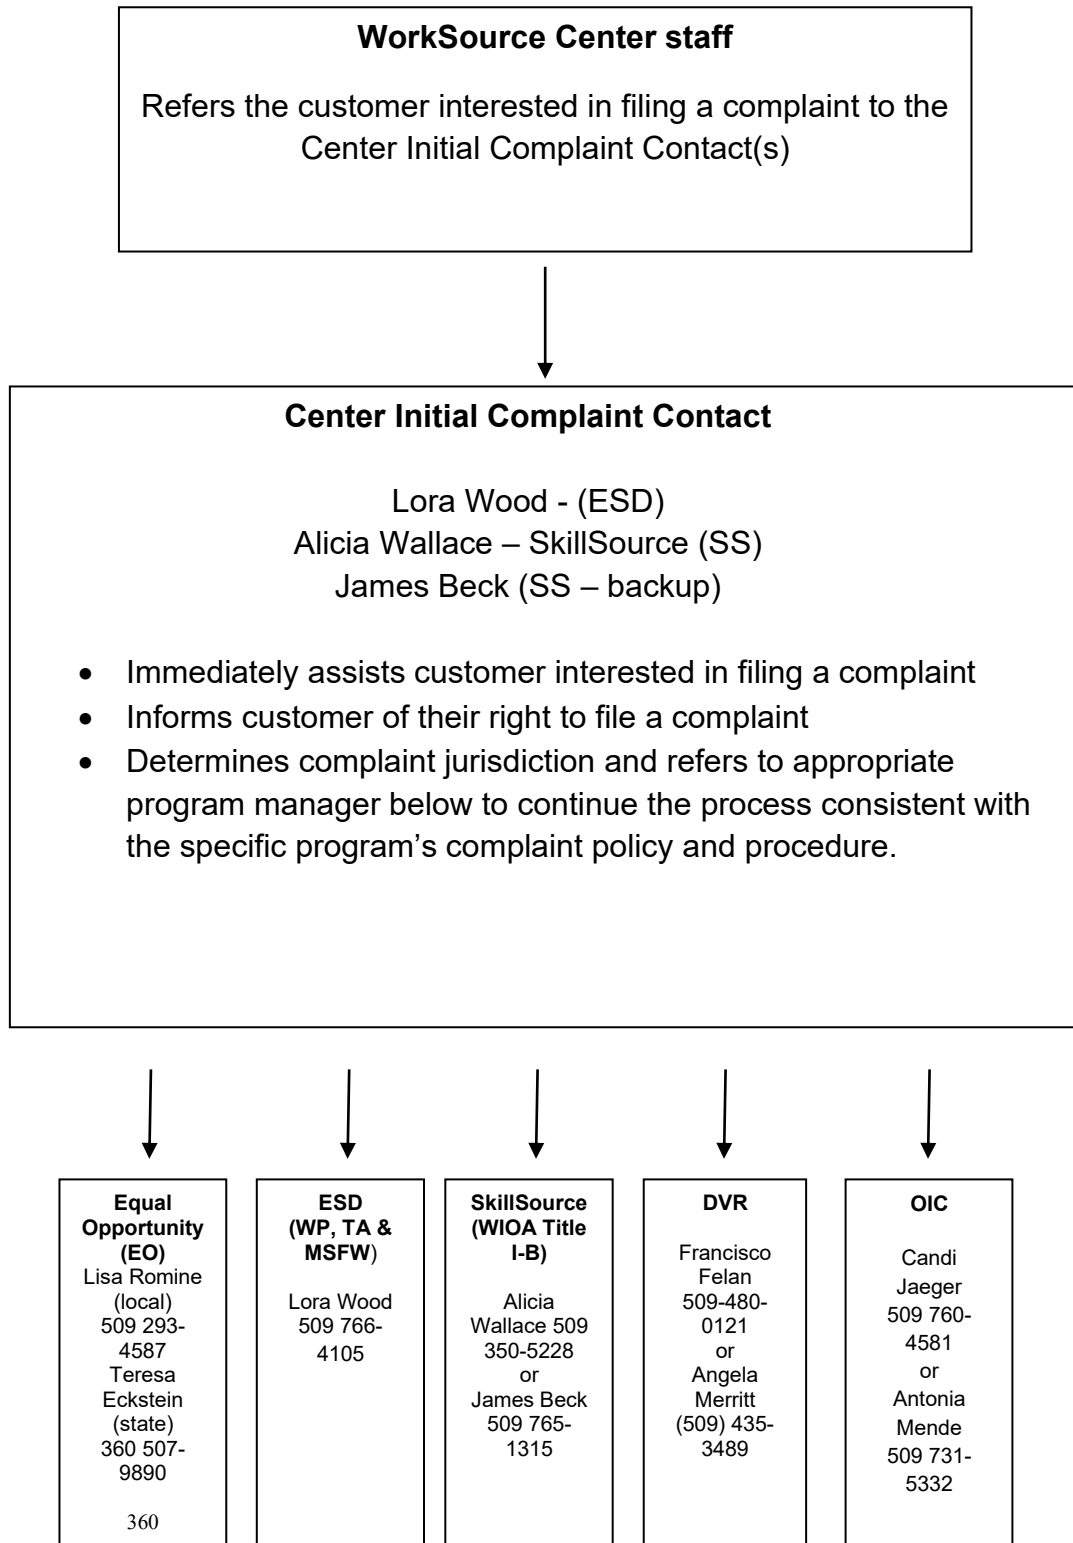 WorkSource Center staff
Refers the customer interested in filing a complaint to the
Center Initial Complaint Contact(s)
Center Initial Complaint Contact
Lora Wood - (ESD)
Alicia Wallace – SkillSource (SS)
James Beck (SS – backup)
• Immediately assists customer interested in filing a complaint
• Informs customer of their right to file a complaint
• Determines complaint jurisdiction and refers to appropriate
program manager below to continue the process consistent with
the specific program’s complaint policy and procedure.
Equal
Opportunity
(EO)
Lisa Romine
(local)
509 293-
4587
Teresa
Eckstein
(state)
360 507-
9890
360
ESD
(WP, TA &
MSFW)
Lora Wood
509 766-
4105
SkillSource
(WIOA Title
I-B)
Alicia
Wallace 509
350-5228
or
James Beck
509 765-
1315
DVR
Francisco
Felan
509-480-
0121
or
Angela
Merritt
(509) 435-
3489
OIC
Candi
Jaeger
509 760-
4581
or
Antonia
Mende
509 731-
5332